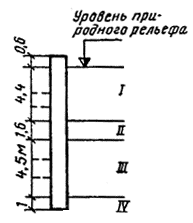 Уровень при-
родного рельефа
0,6
I
4,4
II
1,6
III
4,5м
IV
1